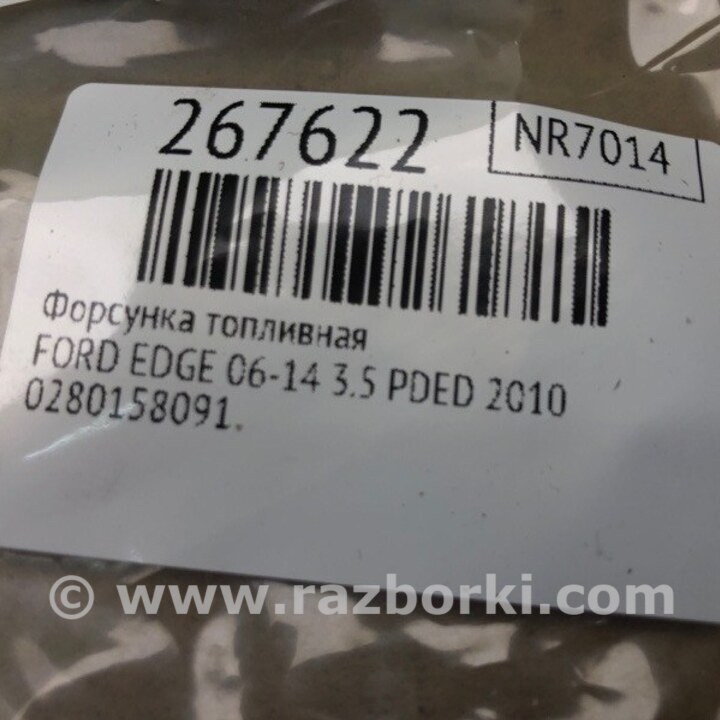 267622
NR7014
Форсунка топливная
FORD EDGE 06-14 3.5 PDED 2010
0280158091.
© www.razborki.com